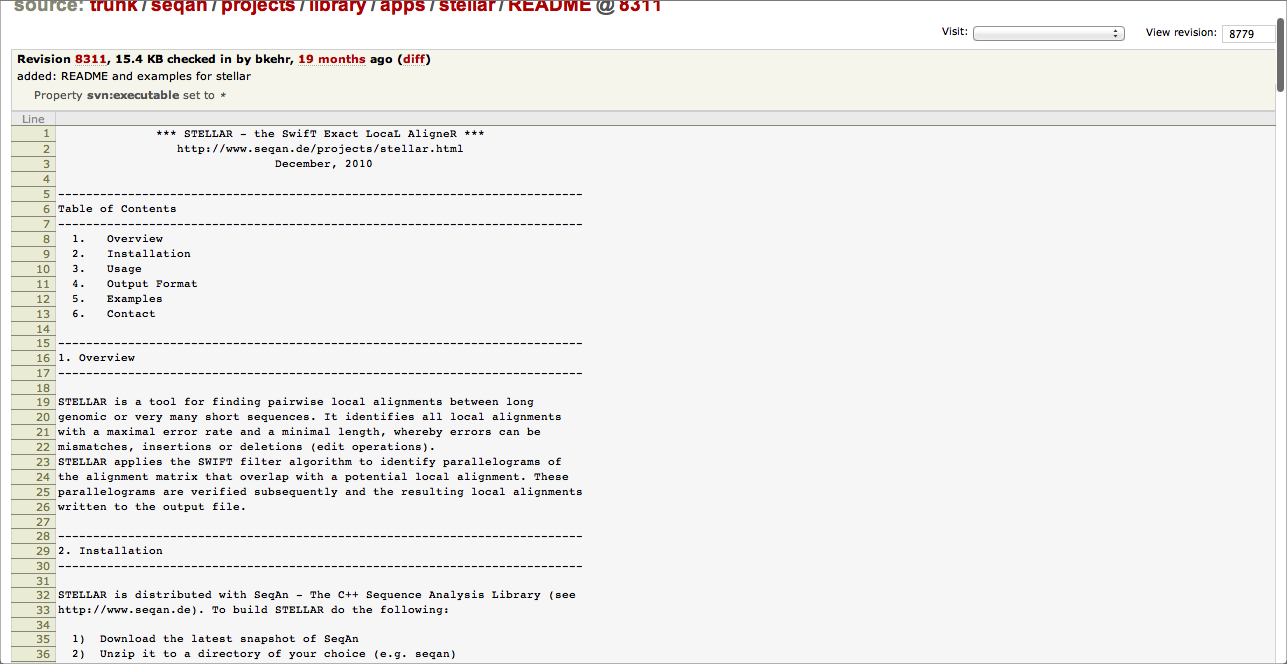 source: trunk / seqan / projects / library / apps / stellar / README @ 8311
Visit:
View revision: 8779
Revision 8311, 15.4 KB checked in by bkehr, 19 months ago (diff)
added: README and examples for stellar
Property svn:executable set to *
Line
1 *** STELLAR - the SwifT Exact LocaL AligneR ***
2 http://www.seqan.de/projects/stellar.html
3 December, 2010
4
5 ---------------------------------------------------------------------------
6 Table of Contents
7 ---------------------------------------------------------------------------
8 1. Overview
9 2. Installation
10 3. Usage
11 4. Output Format
12 5. Examples
13 6. Contact
14
15 ---------------------------------------------------------------------------
16 1. Overview
17 ---------------------------------------------------------------------------
18
19 STELLAR is a tool for finding pairwise local alignments between long
20 genomic or very many short sequences. It identifies all local alignments
21 with a maximal error rate and a minimal length, whereby errors can be
22 mismatches, insertions or deletions (edit operations).
23 STELLAR applies the SWIFT filter algorithm to identify parallelograms of
24 the alignment matrix that overlap with a potential local alignment. These
25 parallelograms are verified subsequently and the resulting local alignments
26 written to the output file.
27
28 ---------------------------------------------------------------------------
29 2. Installation
30 ---------------------------------------------------------------------------
31
32 STELLAR is distributed with SeqAn - The C++ Sequence Analysis Library (see
33 http://www.seqan.de). To build STELLAR do the following:
34
35 1) Download the latest snapshot of SeqAn
36 2) Unzip it to a directory of your choice (e.g. seqan)